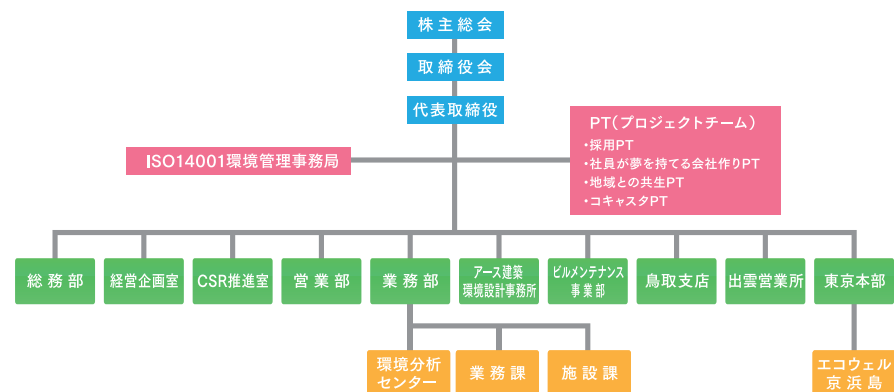 株主総会
取締役会
代表取締役
ISO14001環境管理事務局
PT(プロジェクトチーム)
・採用PT
・社員が夢を持てる会社作りPT
・地域との共生PT
・コキャスタPT
総務部
経営企画室
CSR推進室
営業部
業務部
アース建築
環境設計事務所
ビルメンテナンス
事業部
鳥取支店
出雲営業所
東京本部
環境分析
センター
業務課
施設課
エコウェル
京浜島